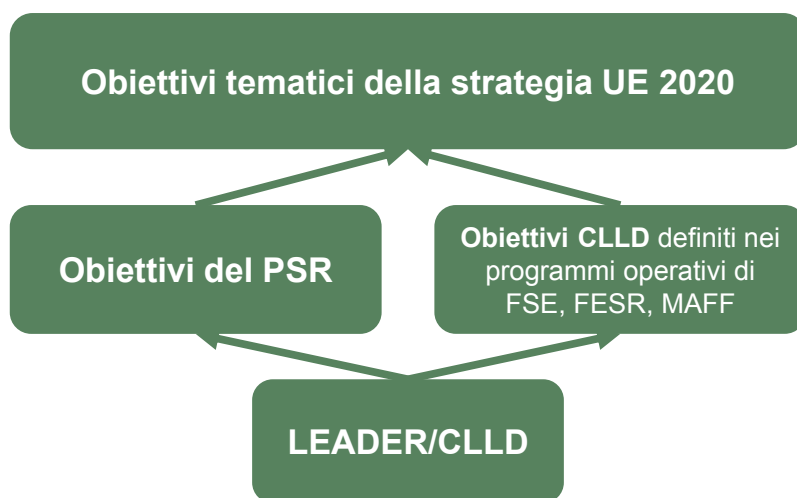 Obiettivi tematici della strategia UE 2020
Obiettivi del PSR
Obiettivi CLLD definiti nei
programmi operativi di
FSE, FESR, MAFF
LEADER/CLLD